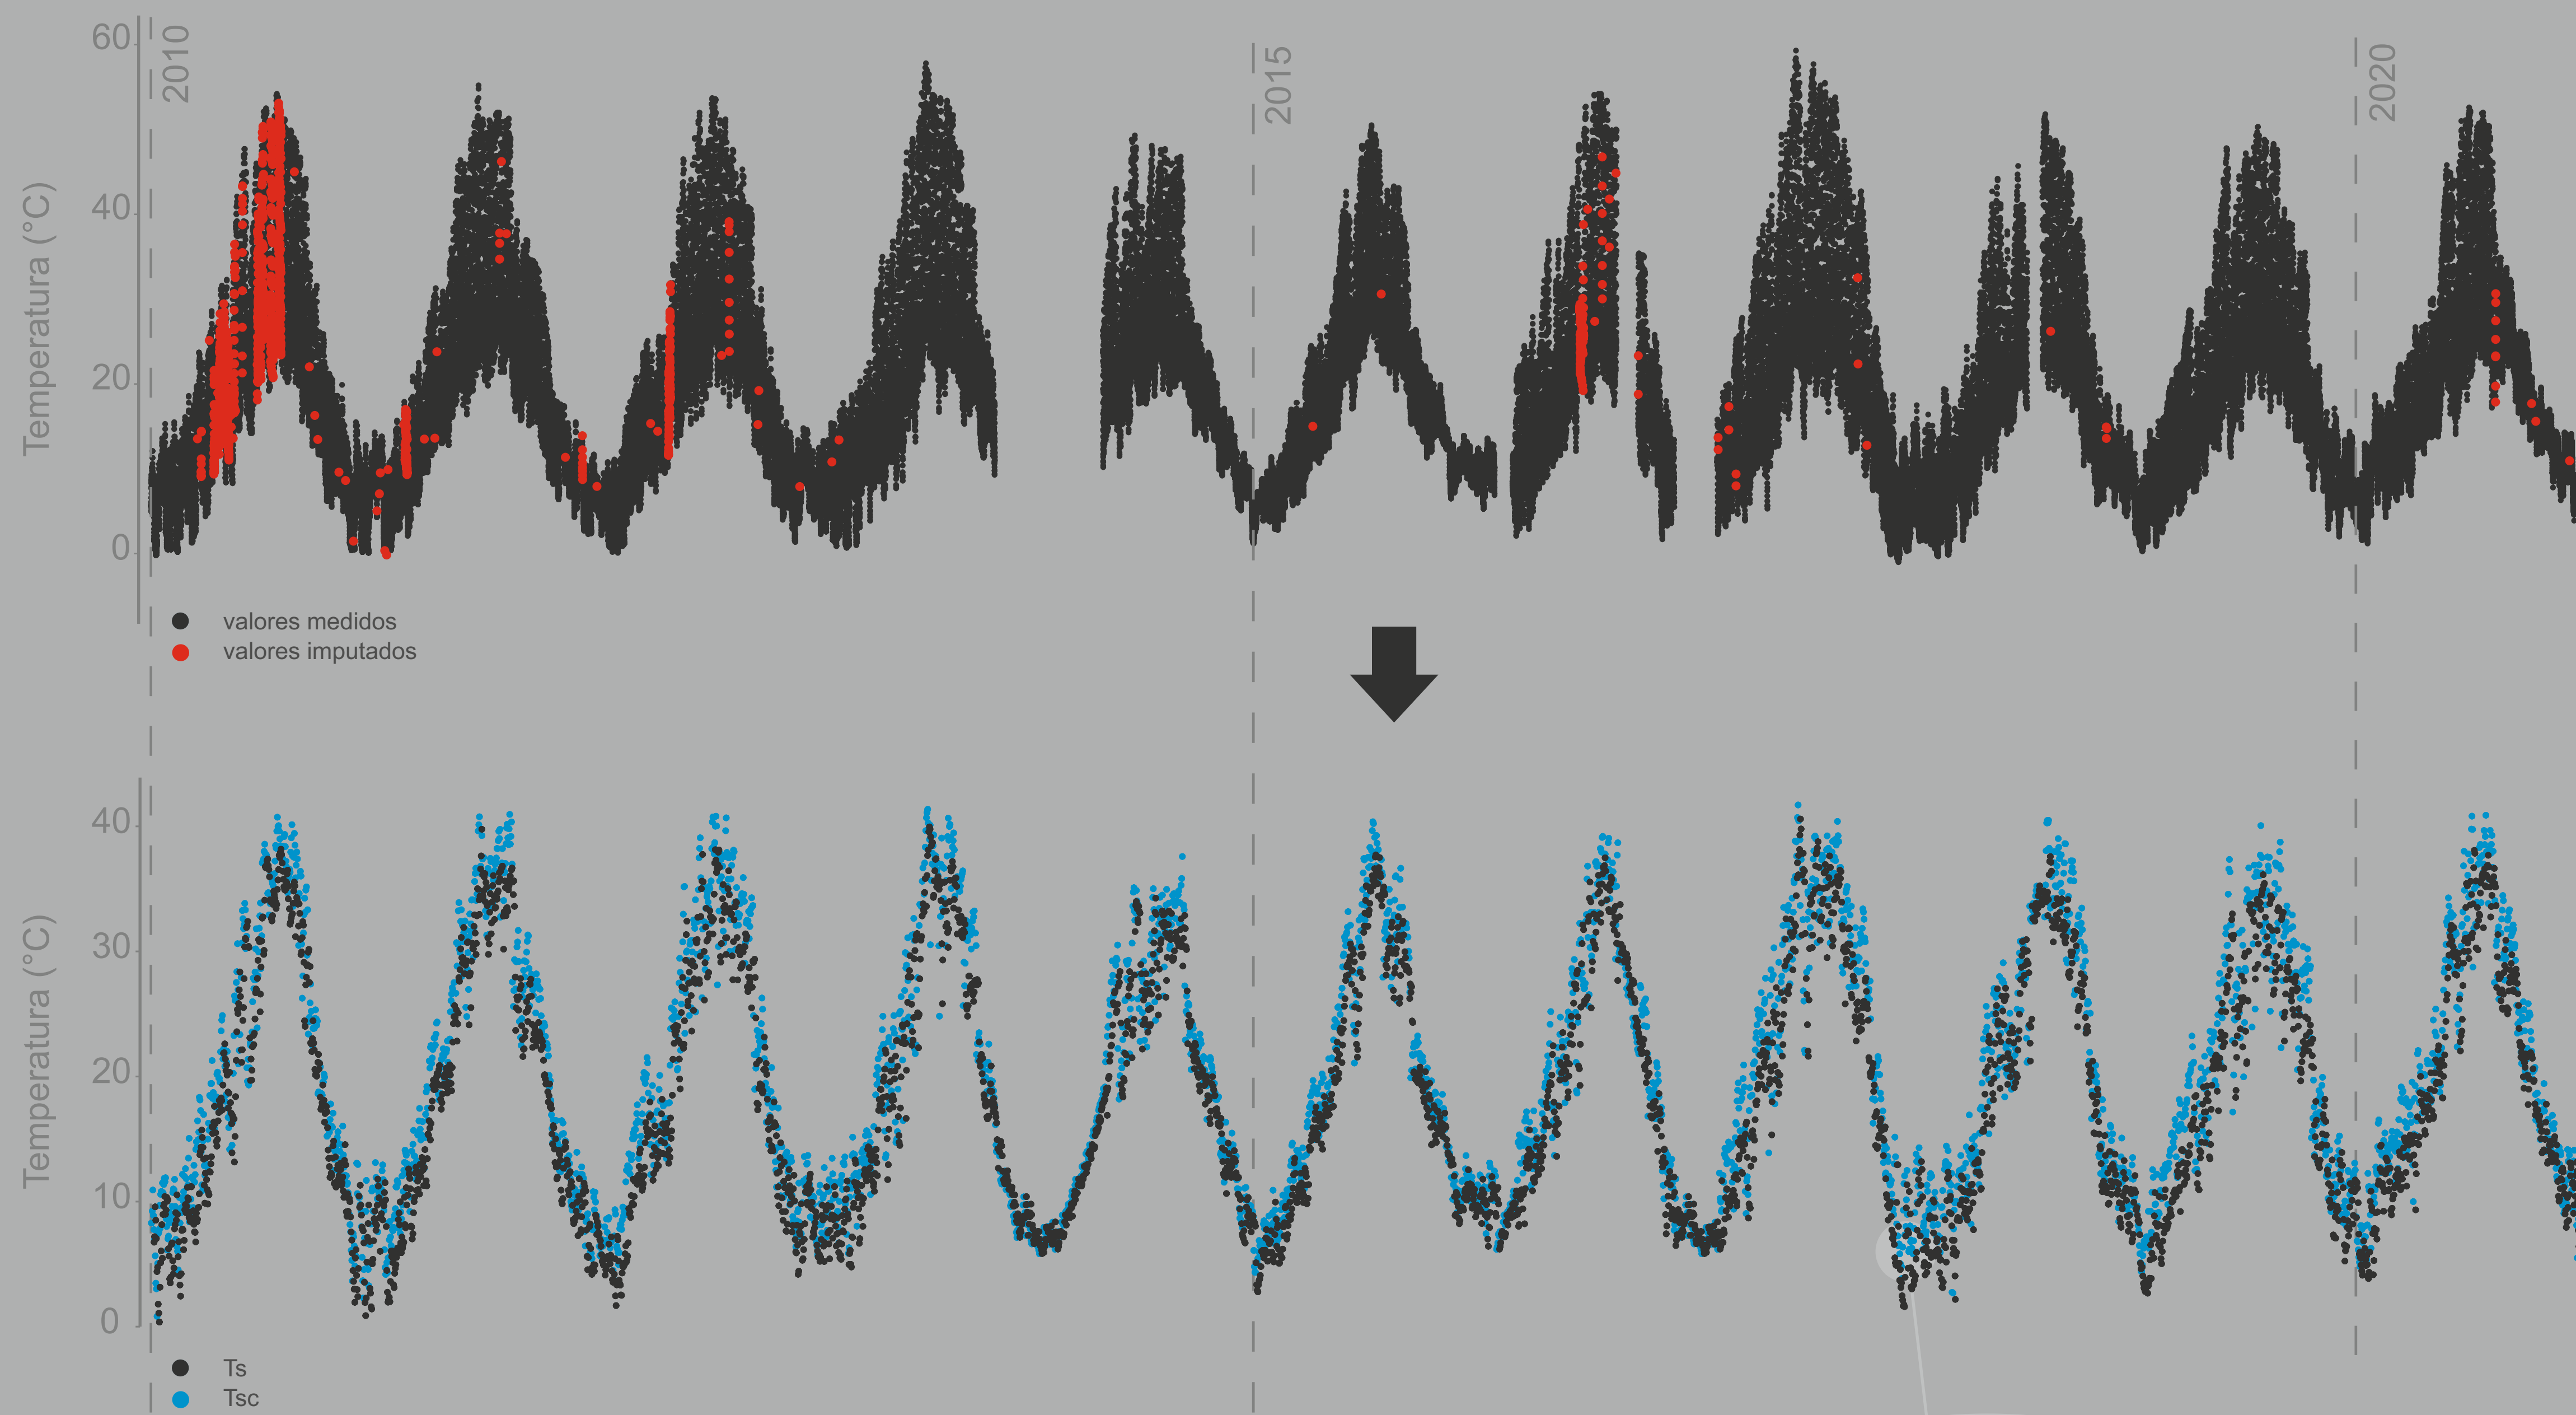 Temperatura (°C)
60
40
20
0
2010
2015
2020
valores medidos
valores imputados
Temperatura (°C)
40
30
20
10
0
Ts
Tsc